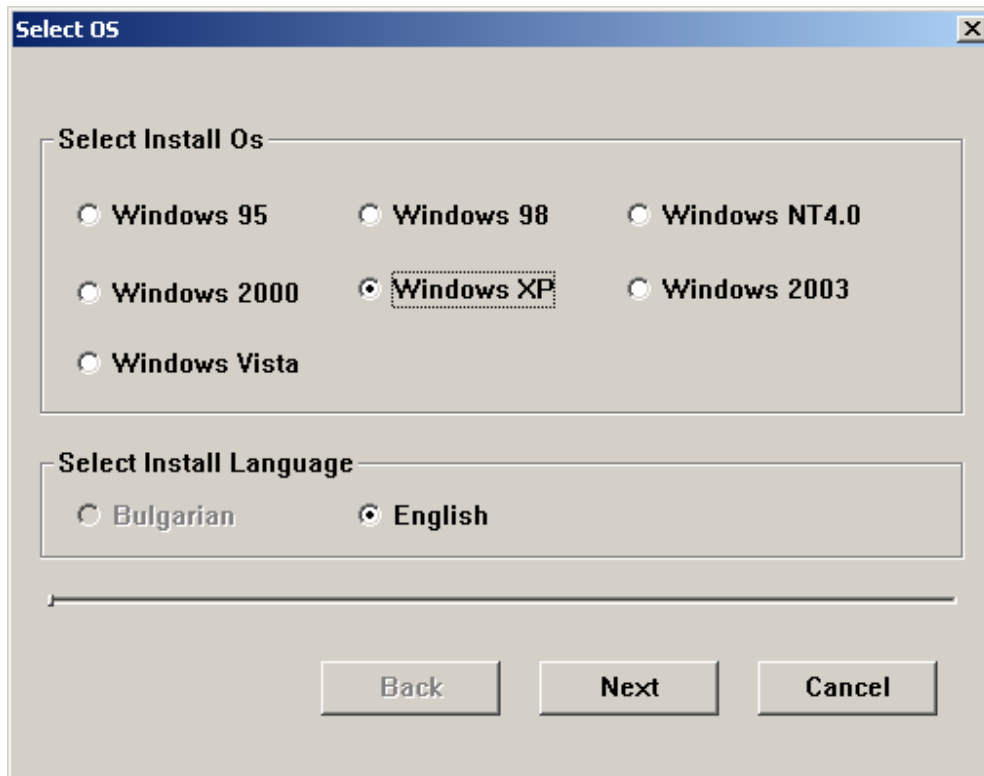 Select OS
Select Install Os
Windows 95 Windows 98 Windows NT4.0
Windows 2000 Windows XP Windows 2003
Windows Vista
Select Install Language
Bulgarian English
Back Next Cancel